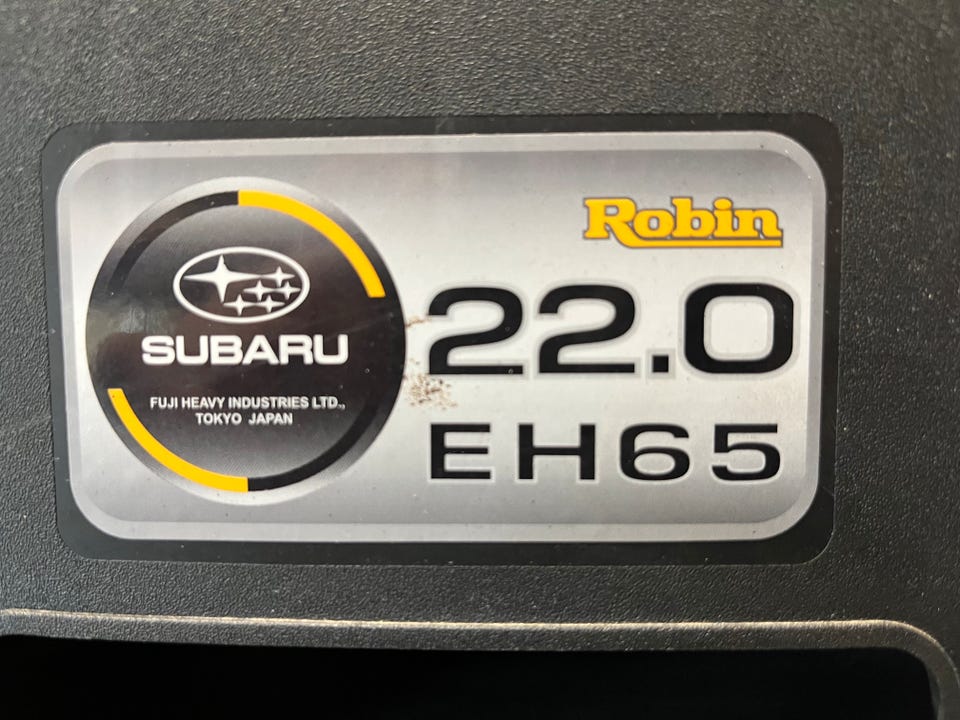 SUBARU
FUJI HEAVY INDUSTRIES LTD.,
TOKYO JAPAN
Robin
22.0
EH65